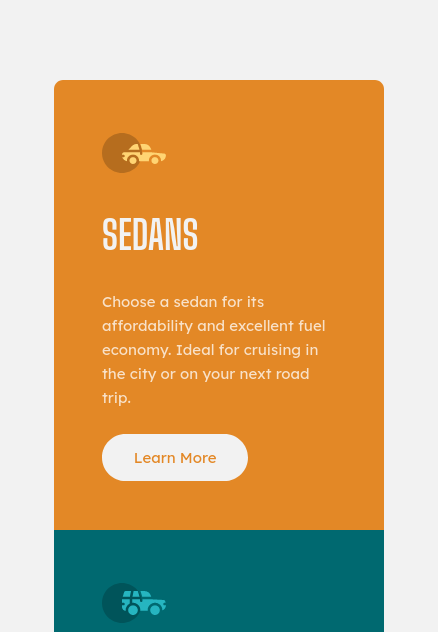 SEDANS
Choose a sedan for its
affordability and excellent fuel
economy. Ideal for cruising in
the city or on your next road
trip.
Learn More